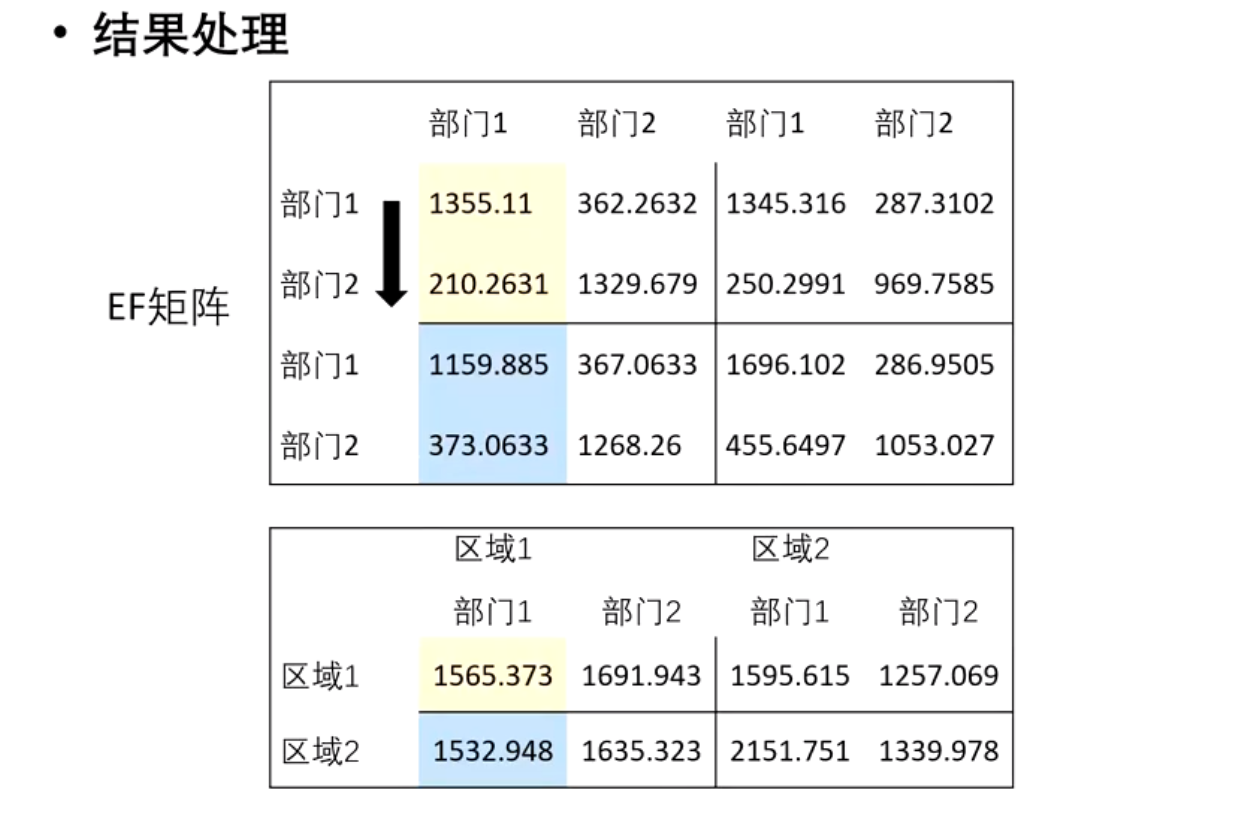 • 结果处理
部门1 部门2 部门1 部门2
部门1 1355.11 362.2632 1345.316 287.3102
部门2 210.2631 1329.679 250.2991 969.7585
EF矩阵
部门1 1159.885 367.0633 1696.102 286.9505
部门2 373.0633 1268.26 455.6497 1053.027
区域1 区域2
部门1 部门2 部门1 部门2
区域1 1565.373 1691.943 1595.615 1257.069
区域2 1532.948 1635.323 2151.751 1339.978